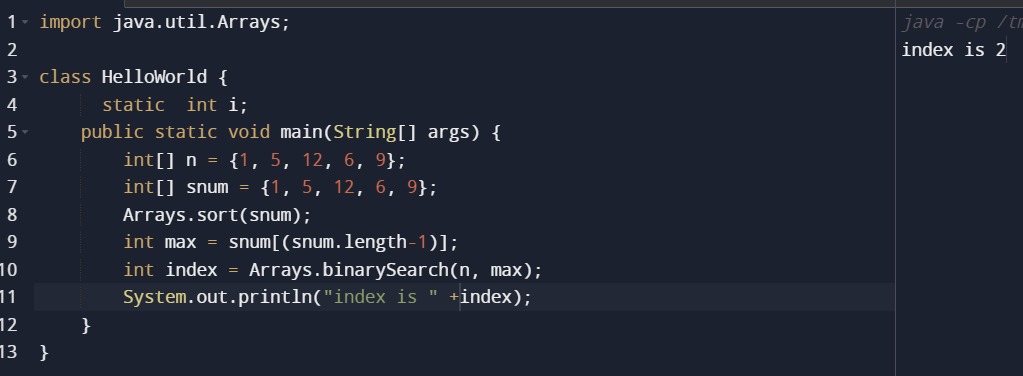 1 import java.util.Arrays;
2
3 class HelloWorld {
4 static  int i;
5 public static void main(String[] args) {
6 int[] n = {1, 5, 12, 6, 9};
7 int[] snum = {1, 5, 12, 6, 9};
8 Arrays.sort(snum);
9 int max = snum[(snum.length-1)];
10 int index = Arrays.binarySearch(n, max);
11 System.out.println("index is " +index);
12 }
13 }
java -cp
index is 2